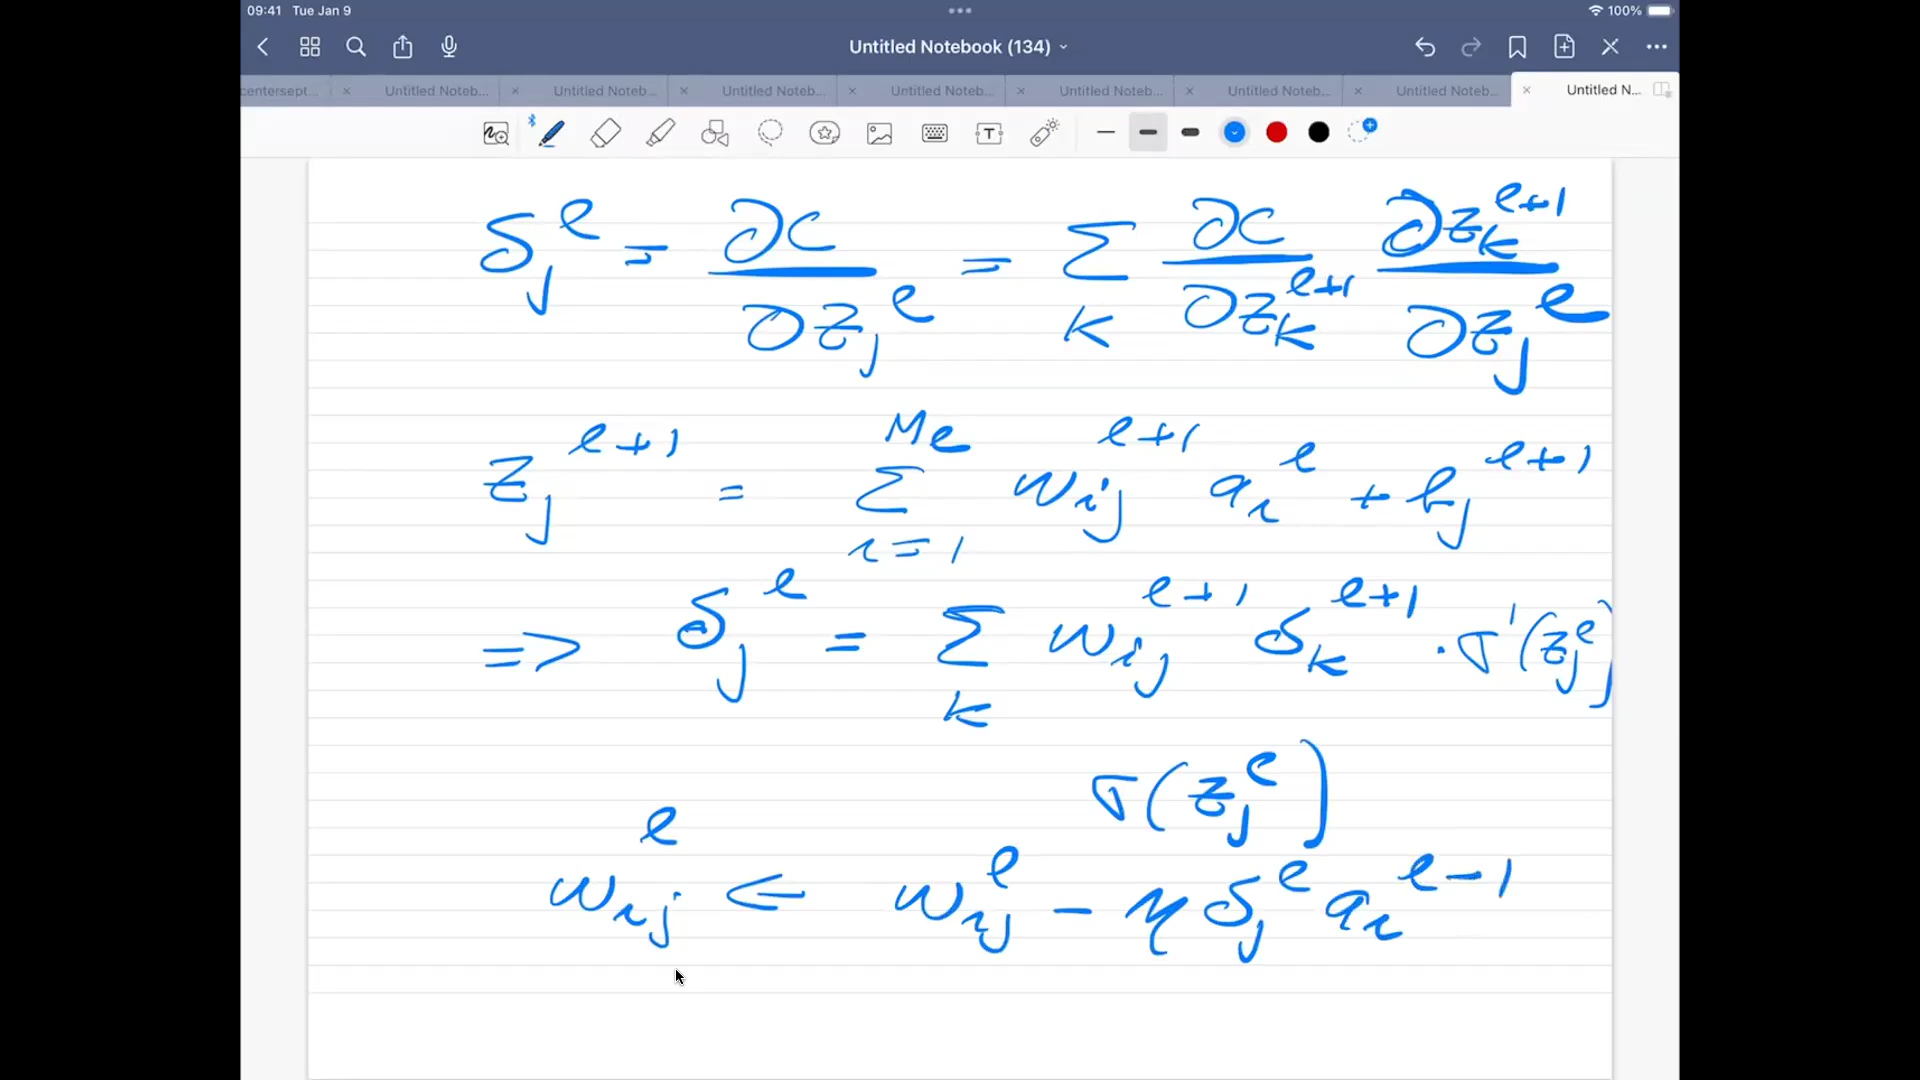 09:41 Tue Jan 9 100%
Untitled Notebook (134)
centersept... Untitled Noteb... Untitled Noteb... Untitled Noteb... Untitled Noteb... Untitled Noteb... Untitled Noteb... Untitled Noteb... Untitled N...
δ_j^l = ∂C/∂z_j^l = Σ_k ∂C/∂z_k^{l+1} ∂z_k^{l+1}/∂z_j^l
z_j^{l+1} = Σ_{i=1}^{M_l} w_{ij}^{l+1} a_i^l + b_j^{l+1}
=> δ_j^l = Σ_k w_{ij}^{l+1} δ_k^{l+1} · σ'(z_j^l)
σ(z_j^l)
w_{ij}^l ← w_{ij}^l − η δ_j^l a_i^{l−1}